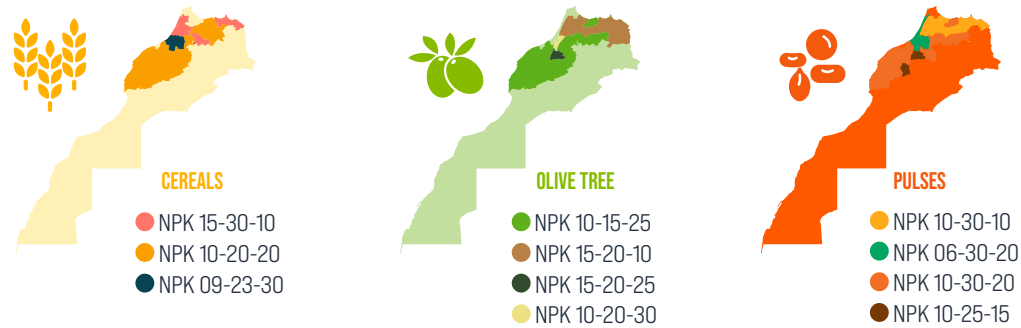 CEREALS
NPK 15-30-10
NPK 10-20-20
NPK 09-23-30
OLIVE TREE
NPK 10-15-25
NPK 15-20-10
NPK 15-20-25
NPK 10-20-30
PULSES
NPK 10-30-10
NPK 06-30-20
NPK 10-30-20
NPK 10-25-15